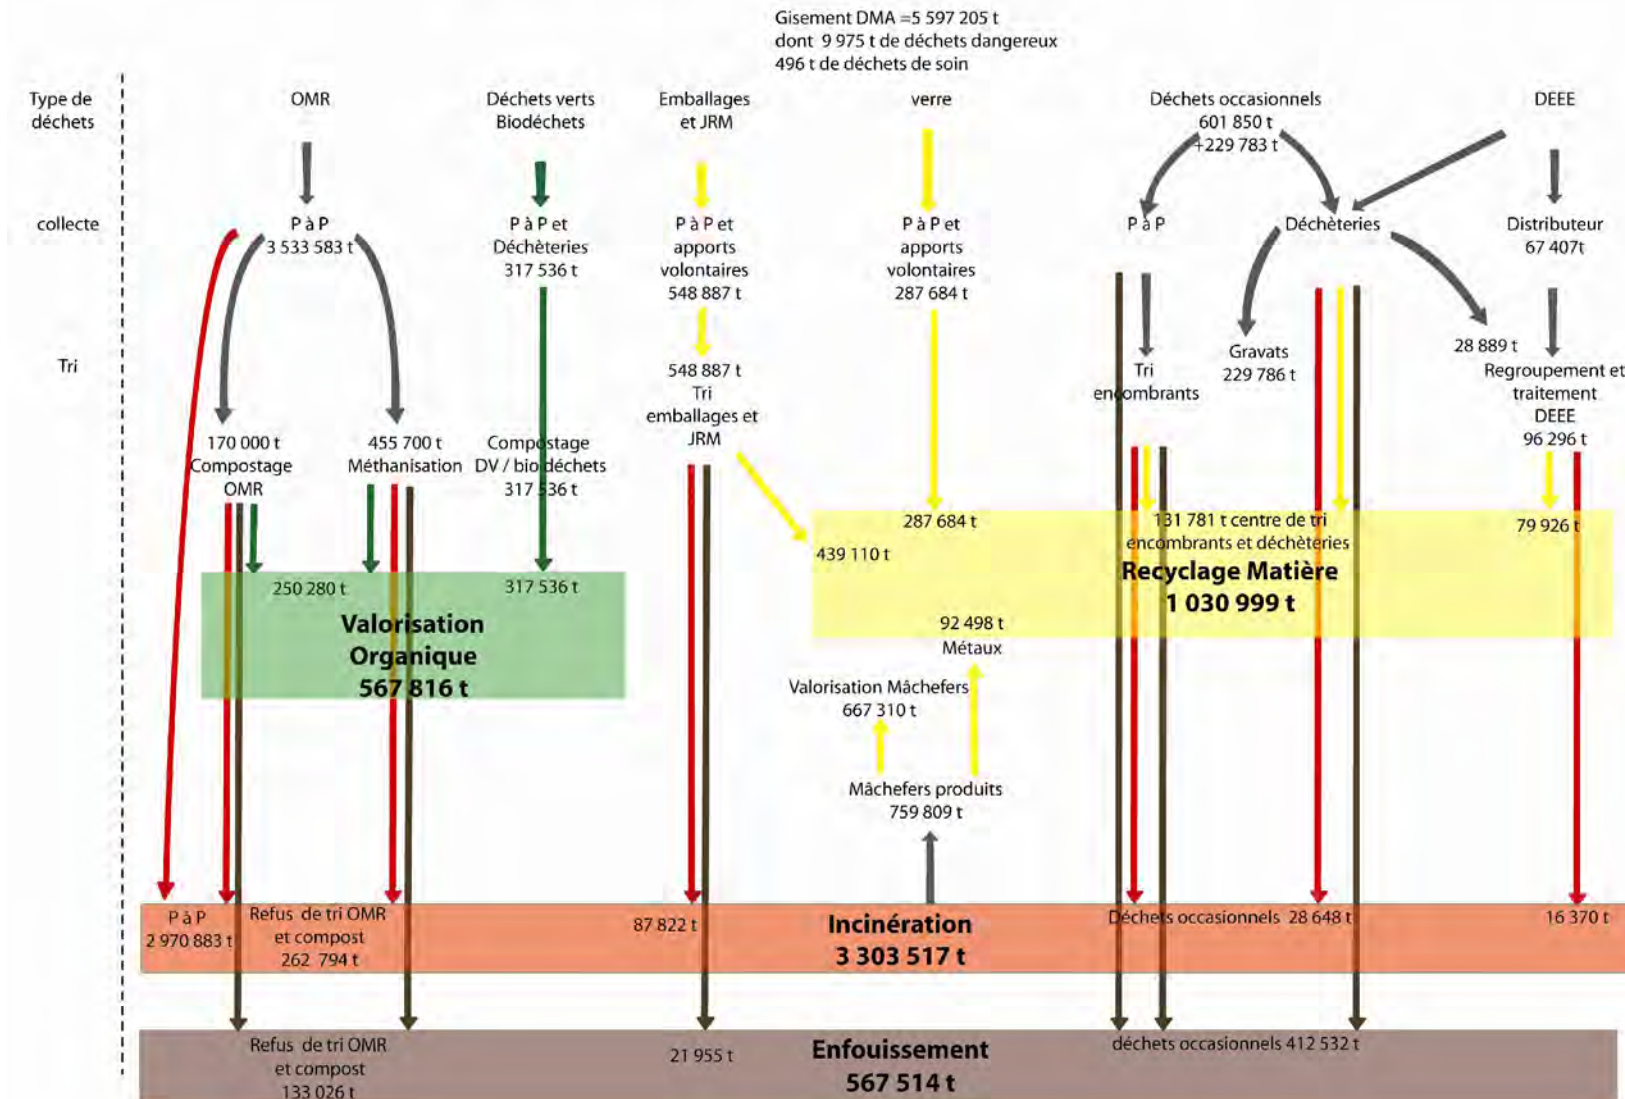 Gisement DMA =5 597 205 t
dont 9 975 t de déchets dangereux
496 t de déchets de soin
Type de
déchets
OMR
Déchets verts
Biodéchets
Emballages
et JRM
verre
Déchets occasionnels
601 850 t
+229 783 t
DEEE
collecte
P à P
3 533 583 t
P à P et
Déchèteries
317 536 t
P à P et
apports
volontaires
548 887 t
P à P et
apports
volontaires
287 684 t
P à P
Déchèteries
Distributeur
67 407t
Tri
548 887 t
Tri
emballages et
JRM
Tri
encombrants
Gravats
229 786 t
28 889 t
Regroupement et
traitement
DEEE
96 296 t
170 000 t
Compostage
OMR
455 700 t
Méthanisation
Compostage
DV / bio déchets
317 536 t
287 684 t
439 110 t
131 781 t centre de tri
encombrants et déchèteries
79 926 t
Recyclage Matière
1 030 999 t
250 280 t
317 536 t
Valorisation
Organique
567 816 t
92 498 t
Métaux
Valorisation Mâchefers
667 310 t
Mâchefers produits
759 809 t
P à P
2 970 883 t
Refus de tri OMR
et compost
262 794 t
87 822 t
Incinération
3 303 517 t
Déchets occasionnels 28 648 t
16 370 t
Refus de tri OMR
et compost
133 026 t
21 955 t
Enfouissement
567 514 t
déchets occasionnels 412 532 t